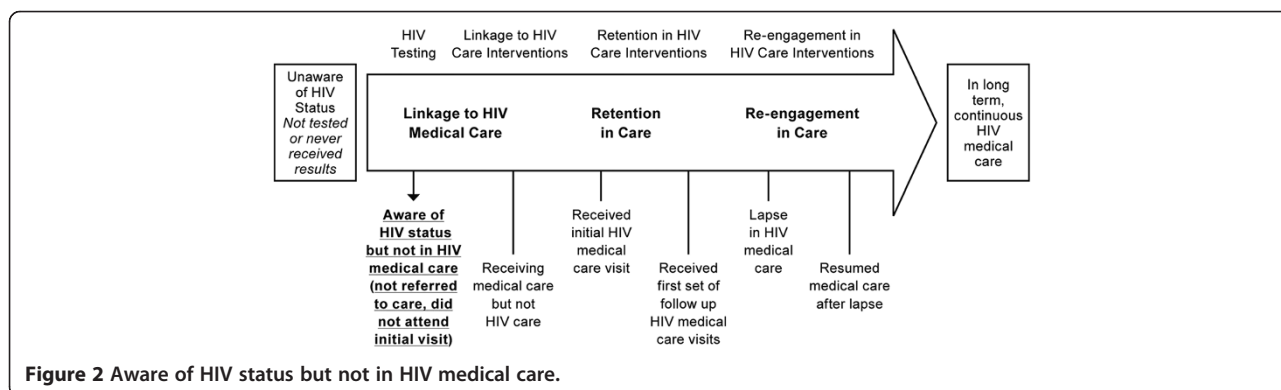 HIV
Testing
Linkage to HIV
Care Interventions
Retention in HIV
Care Interventions
Re-engagement in
HIV Care Interventions
Unaware
of HIV
Status
Not tested
or never
received
results
Linkage to HIV
Medical Care
Retention
in Care
Re-engagement
in Care
In long
term,
continuous
HIV
medical
care
Aware of
HIV status
but not in HIV
medical care
(not referred
to care, did
not attend
initial visit)
Receiving
medical care
but not
HIV care
Received
initial HIV
medical
care visit
Received
first set of
follow up
HIV medical
care visits
Lapse
in HIV
medical
care
Resumed
medical care
after lapse
Figure 2 Aware of HIV status but not in HIV medical care.